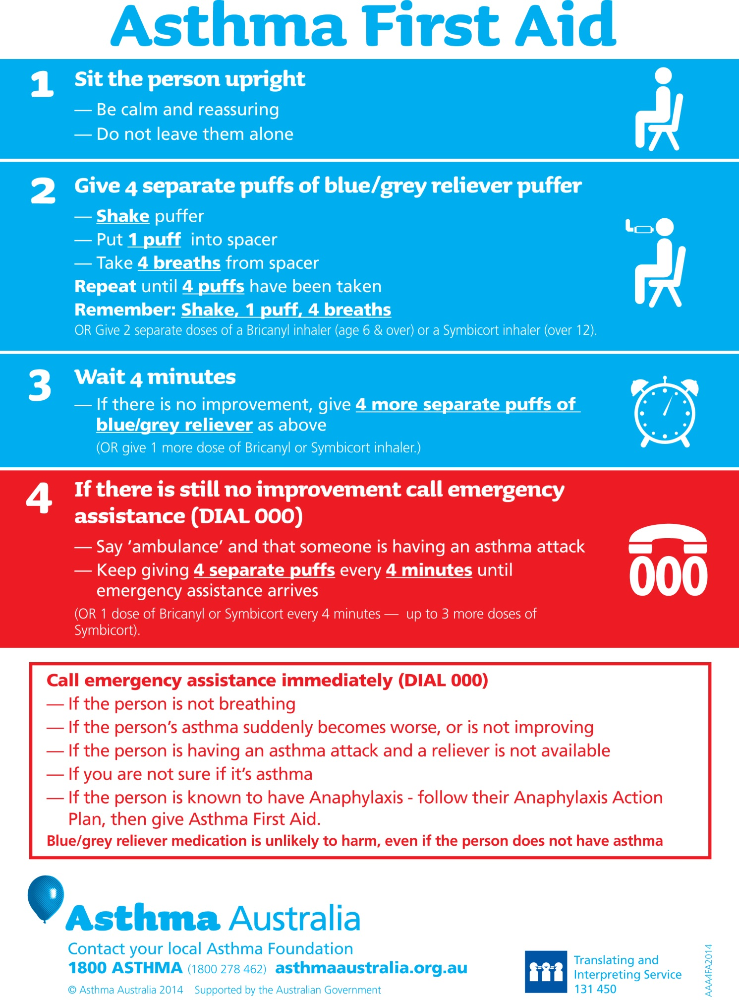 Asthma First Aid
1 Sit the person upright
— Be calm and reassuring
— Do not leave them alone
2 Give 4 separate puffs of blue/grey reliever puffer
— Shake puffer
— Put 1 puff into spacer
— Take 4 breaths from spacer
Repeat until 4 puffs have been taken
Remember: Shake, 1 puff, 4 breaths
OR Give 2 separate doses of a Bricanyl inhaler (age 6 & over) or a Symbicort inhaler (over 12).
3 Wait 4 minutes
— If there is no improvement, give 4 more separate puffs of
blue/grey reliever as above
(OR give 1 more dose of Bricanyl or Symbicort inhaler.)
4 If there is still no improvement call emergency
assistance (DIAL 000)
— Say ‘ambulance’ and that someone is having an asthma attack
— Keep giving 4 separate puffs every 4 minutes until
emergency assistance arrives
(OR 1 dose of Bricanyl or Symbicort every 4 minutes — up to 3 more doses of
Symbicort).
000
Call emergency assistance immediately (DIAL 000)
— If the person is not breathing
— If the person’s asthma suddenly becomes worse, or is not improving
— If the person is having an asthma attack and a reliever is not available
— If you are not sure if it’s asthma
— If the person is known to have Anaphylaxis - follow their Anaphylaxis Action
Plan, then give Asthma First Aid.
Blue/grey reliever medication is unlikely to harm, even if the person does not have asthma
Asthma Australia
Contact your local Asthma Foundation
1800 ASTHMA (1800 278 462) asthmaaustralia.org.au
© Asthma Australia 2014 Supported by the Australian Government
Translating and
Interpreting Service
131 450
AAA4FA2014